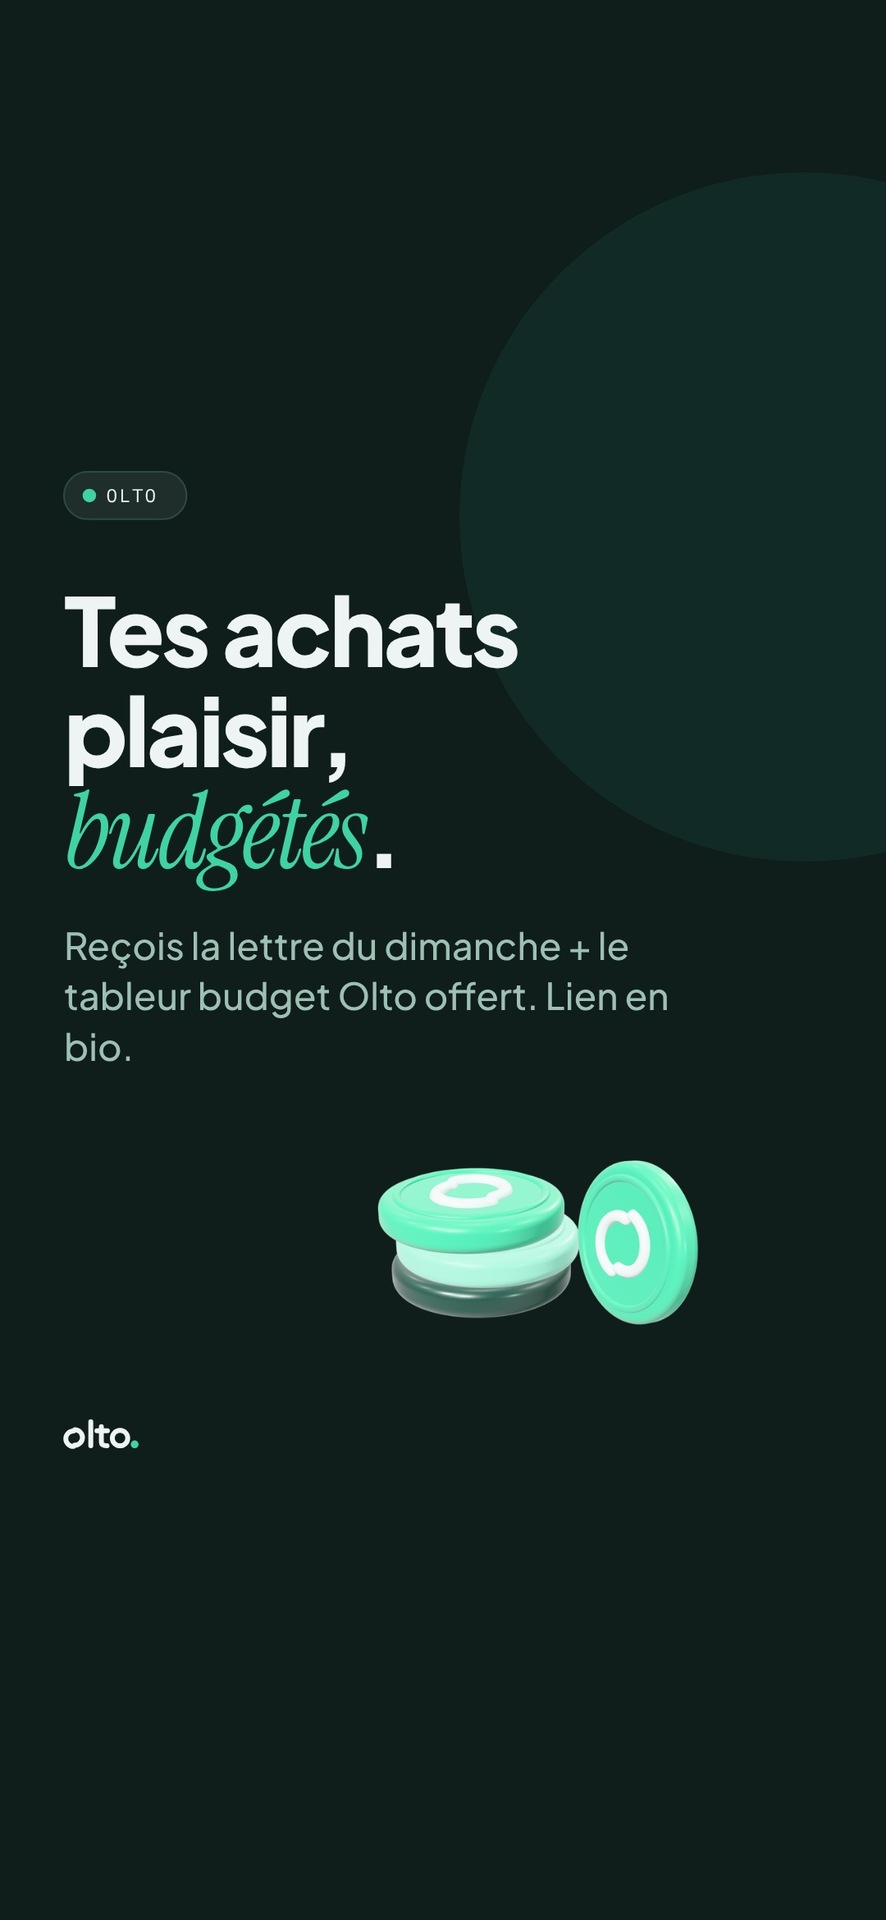 OLTO
Tes achats
plaisir,
budgétés.
Reçois la lettre du dimanche + le
tableur budget Olto offert. Lien en
bio.
olto.